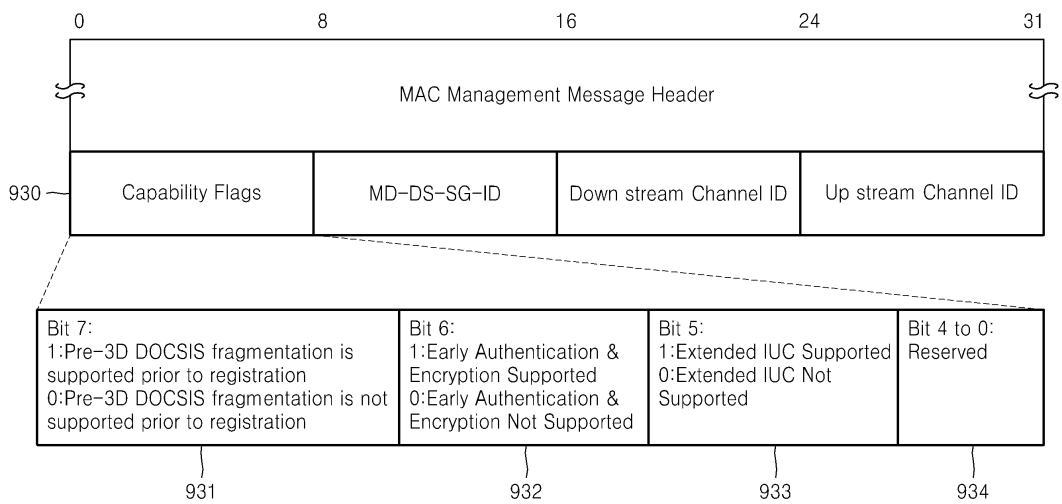 0 8 16 24 31
MAC Management Message Header
930 Capability Flags MD-DS-SG-ID Down stream Channel ID Up stream Channel ID
Bit 7:
1:Pre-3D DOCSIS fragmentation is
supported prior to registration
0:Pre-3D DOCSIS fragmentation is not
supported prior to registration
Bit 6:
1:Early Authentication &
Encryption Supported
0:Early Authentication &
Encryption Not Supported
Bit 5:
1:Extended IUC Supported
0:Extended IUC Not
Supported
Bit 4 to 0:
Reserved
931 932 933 934